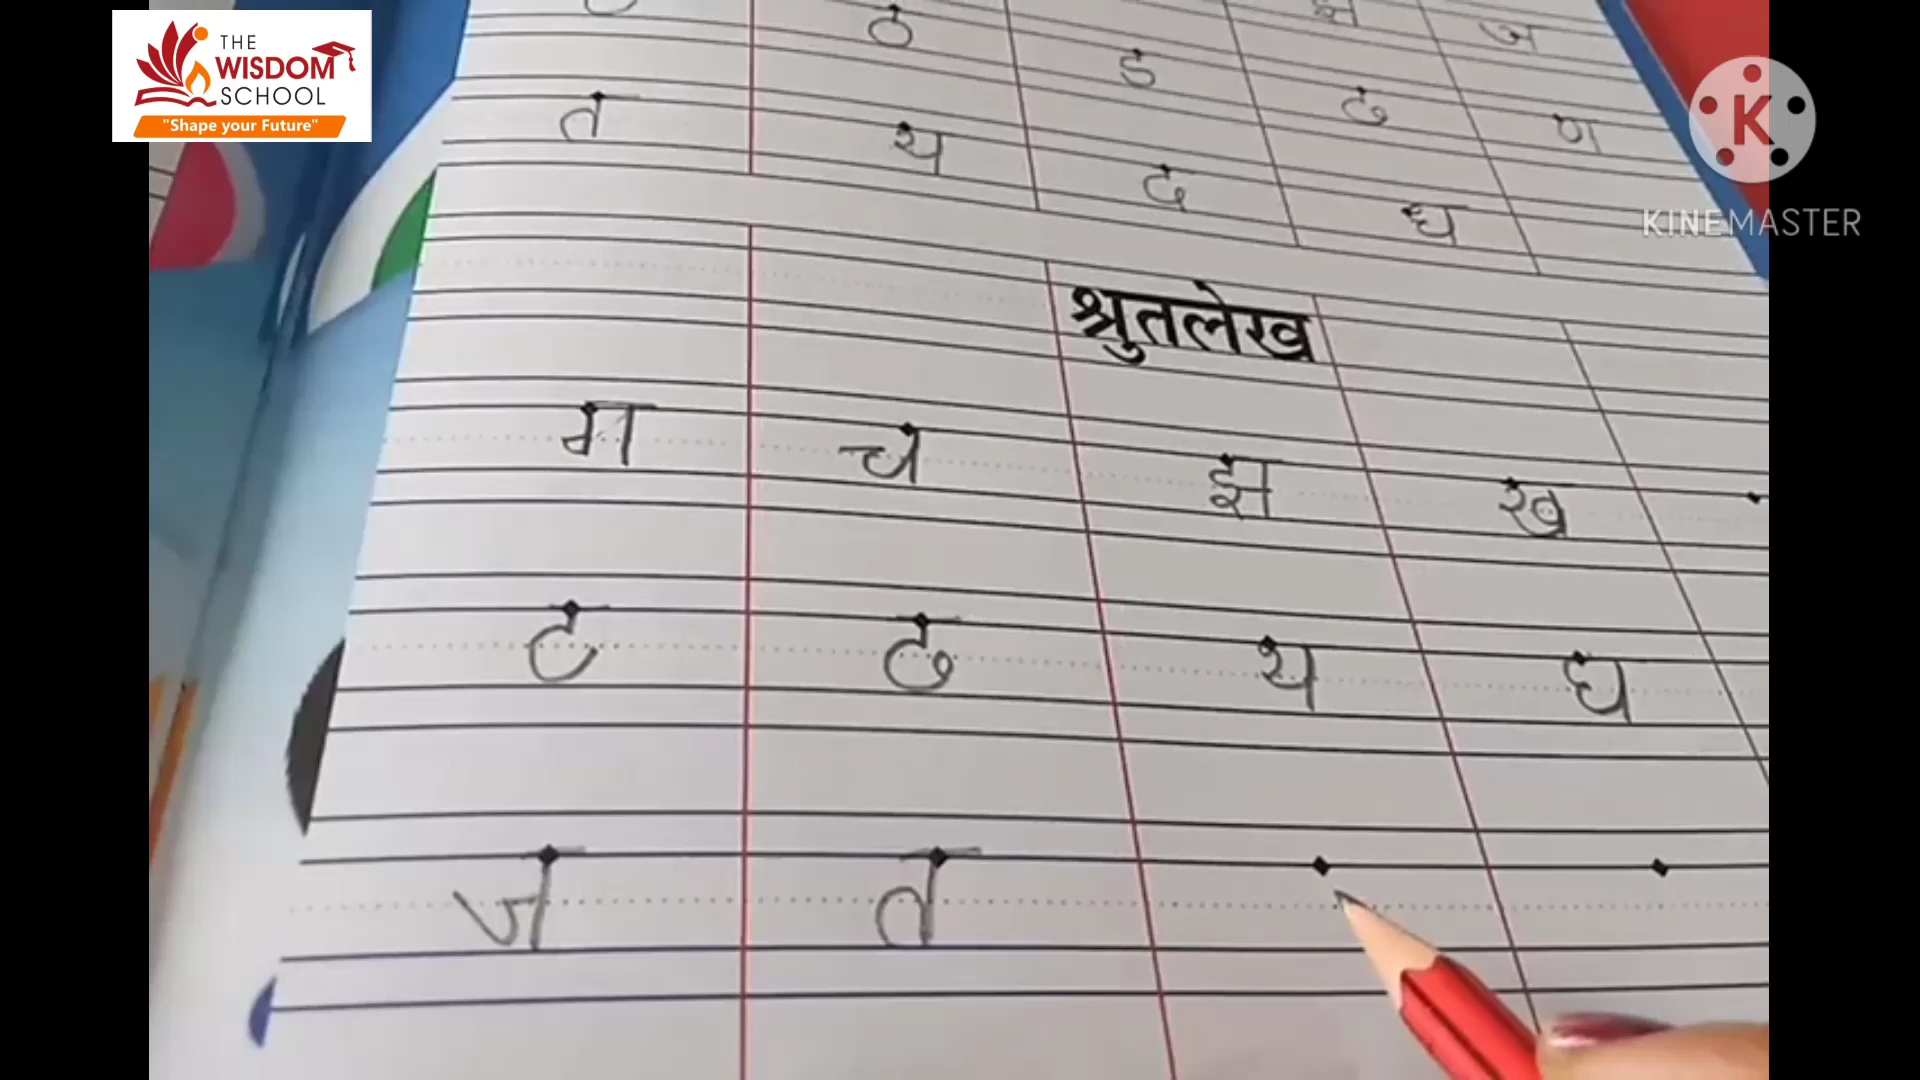 THE
WISDOM
SCHOOL
"Shape your Future"
K
KINEMASTER
ठ ज
ड ढ ण
त थ द ध
श्रुतलेख
ग च झ ख
ट ढ थ घ
ज त